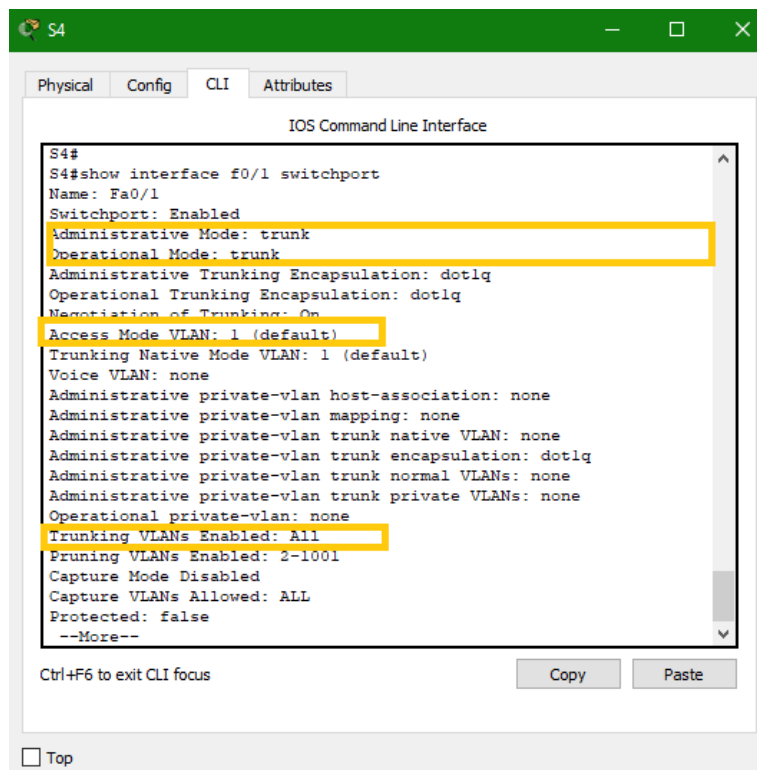 S4
Physical Config CLI Attributes
IOS Command Line Interface
S4#
S4#show interface f0/1 switchport
Name: Fa0/1
Switchport: Enabled
Administrative Mode: trunk
Operational Mode: trunk
Administrative Trunking Encapsulation: dot1q
Operational Trunking Encapsulation: dot1q
Negotiation of Trunking: On
Access Mode VLAN: 1 (default)
Trunking Native Mode VLAN: 1 (default)
Voice VLAN: none
Administrative private-vlan host-association: none
Administrative private-vlan mapping: none
Administrative private-vlan trunk native VLAN: none
Administrative private-vlan trunk encapsulation: dot1q
Administrative private-vlan trunk normal VLANs: none
Administrative private-vlan trunk private VLANs: none
Operational private-vlan: none
Trunking VLANs Enabled: All
Pruning VLANs Enabled: 2-1001
Capture Mode Disabled
Capture VLANs Allowed: ALL
Protected: false
--More--
Ctrl+F6 to exit CLI focus
Copy Paste
Top